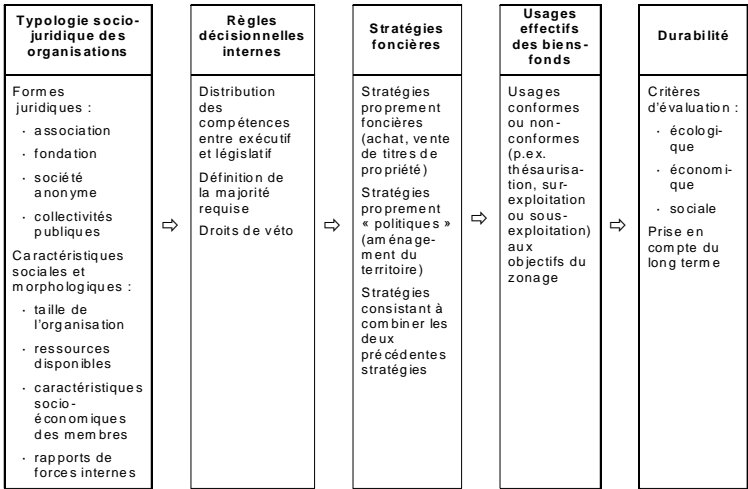 Typologie socio-
juridique des
organisations
Formes
juridiques :
· association
· fondation
· société
anonyme
· collectivités
publiques
Caractéristiques
sociales et
morphologiques :
· taille de
l'organisation
· ressources
disponibles
· caractéristiques
socio-
économiques
des membres
· rapports de
forces internes
⇨
Règles
décisionnelles
internes
Distribution
des
compétences
entre exécutif
et législatif
Définition de
la majorité
requise
Droits de véto
⇨
Stratégies
foncières
Stratégies
proprement
foncières
(achat, vente
de titres de
propriété)
Stratégies
proprement
« politiques »
(aménage-
ment du
territoire)
Stratégies
consistant à
combiner les
deux
précédentes
stratégies
⇨
Usages
effectifs
des biens-
fonds
Usages
conformes
ou non-
conformes
(p.ex.
thésauris-
ation, sur-
exploitation
ou sous-
exploitation)
aux
objectifs du
zonage
⇨
Durabilité
Critères
d'évaluation :
· écologi-
que
· économi-
que
· sociale
Prise en
compte du
long terme